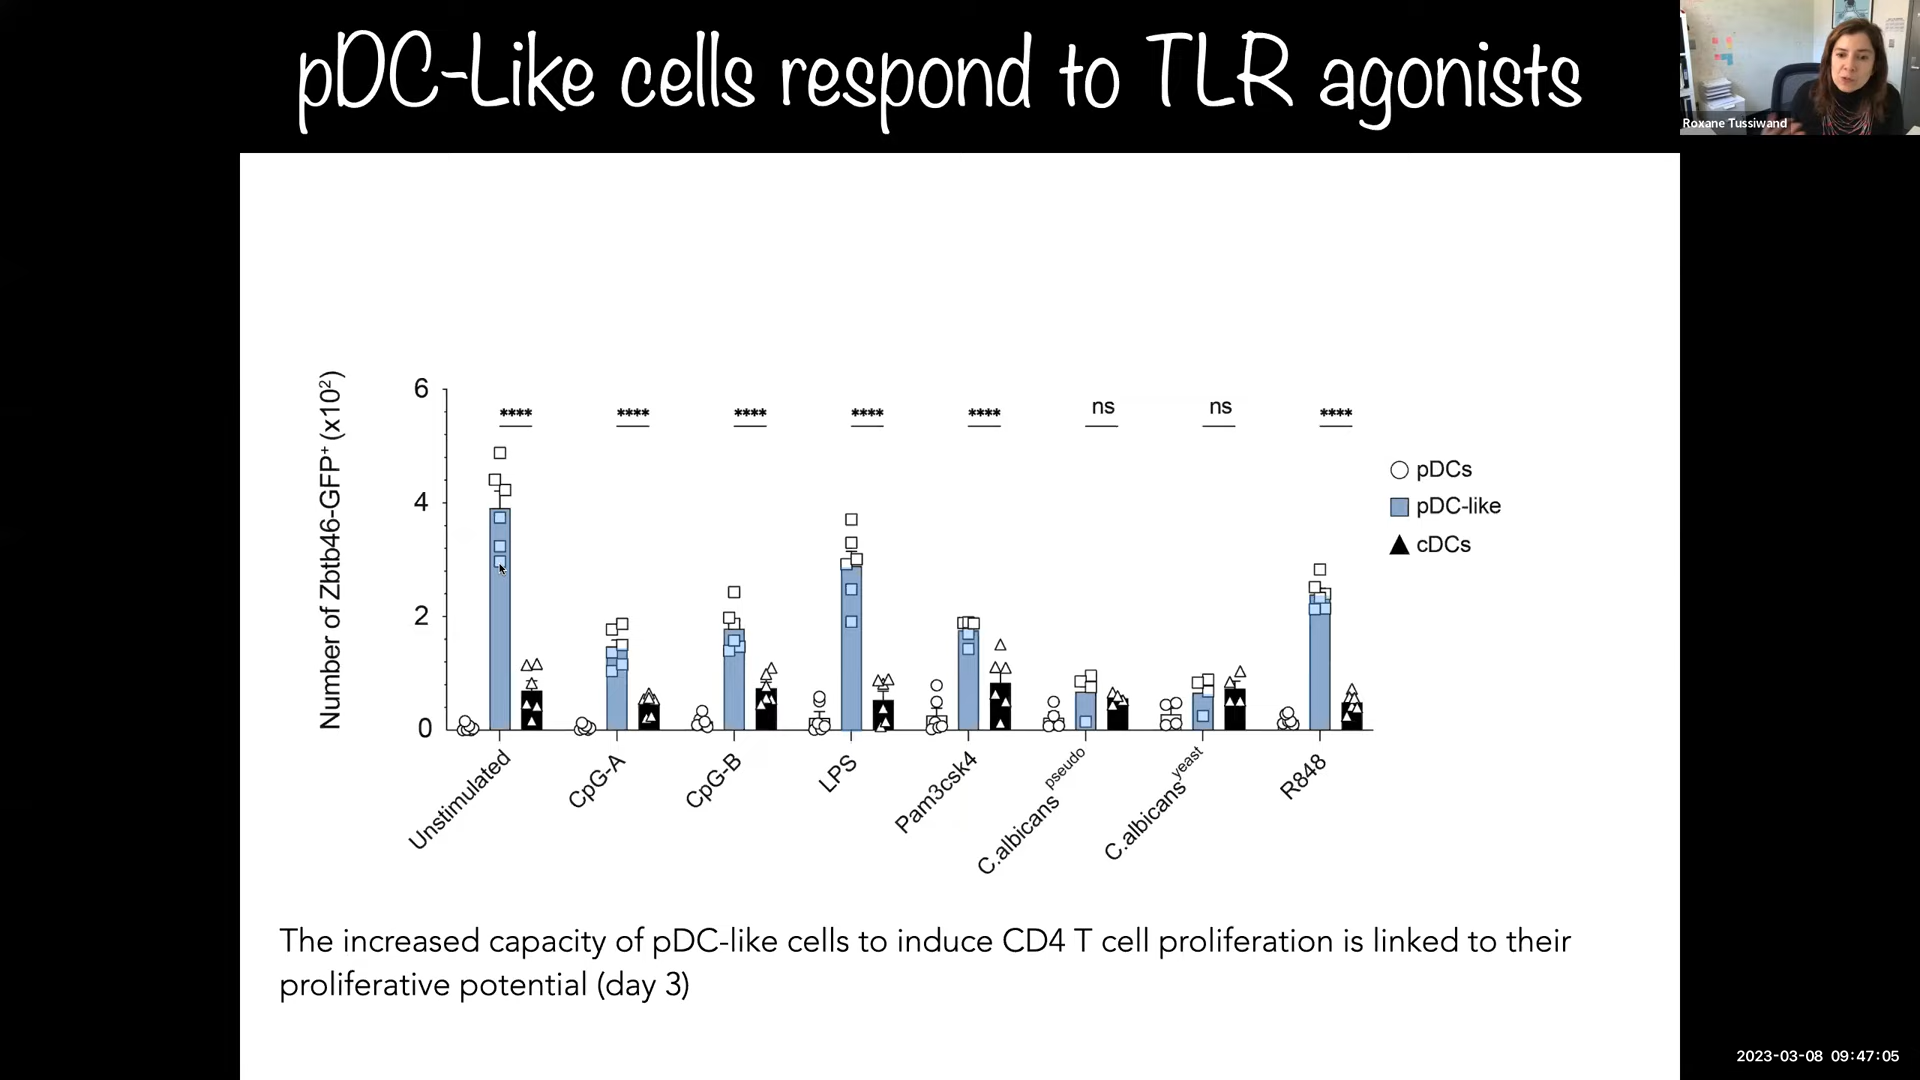 pDC-Like cells respond to TLR agonists
Roxane Tussiwand
Number of Zbtb46-GFP⁺ (x10²)
6
4
2
0
****
****
****
****
****
ns
ns
****
pDCs
pDC-like
cDCs
Unstimulated
CpG-A
CpG-B
LPS
Pam3csk4
C.albicans pseudo
C.albicans yeast
R848
The increased capacity of pDC-like cells to induce CD4 T cell proliferation is linked to their
proliferative potential (day 3)
2023-03-08 09:47:05